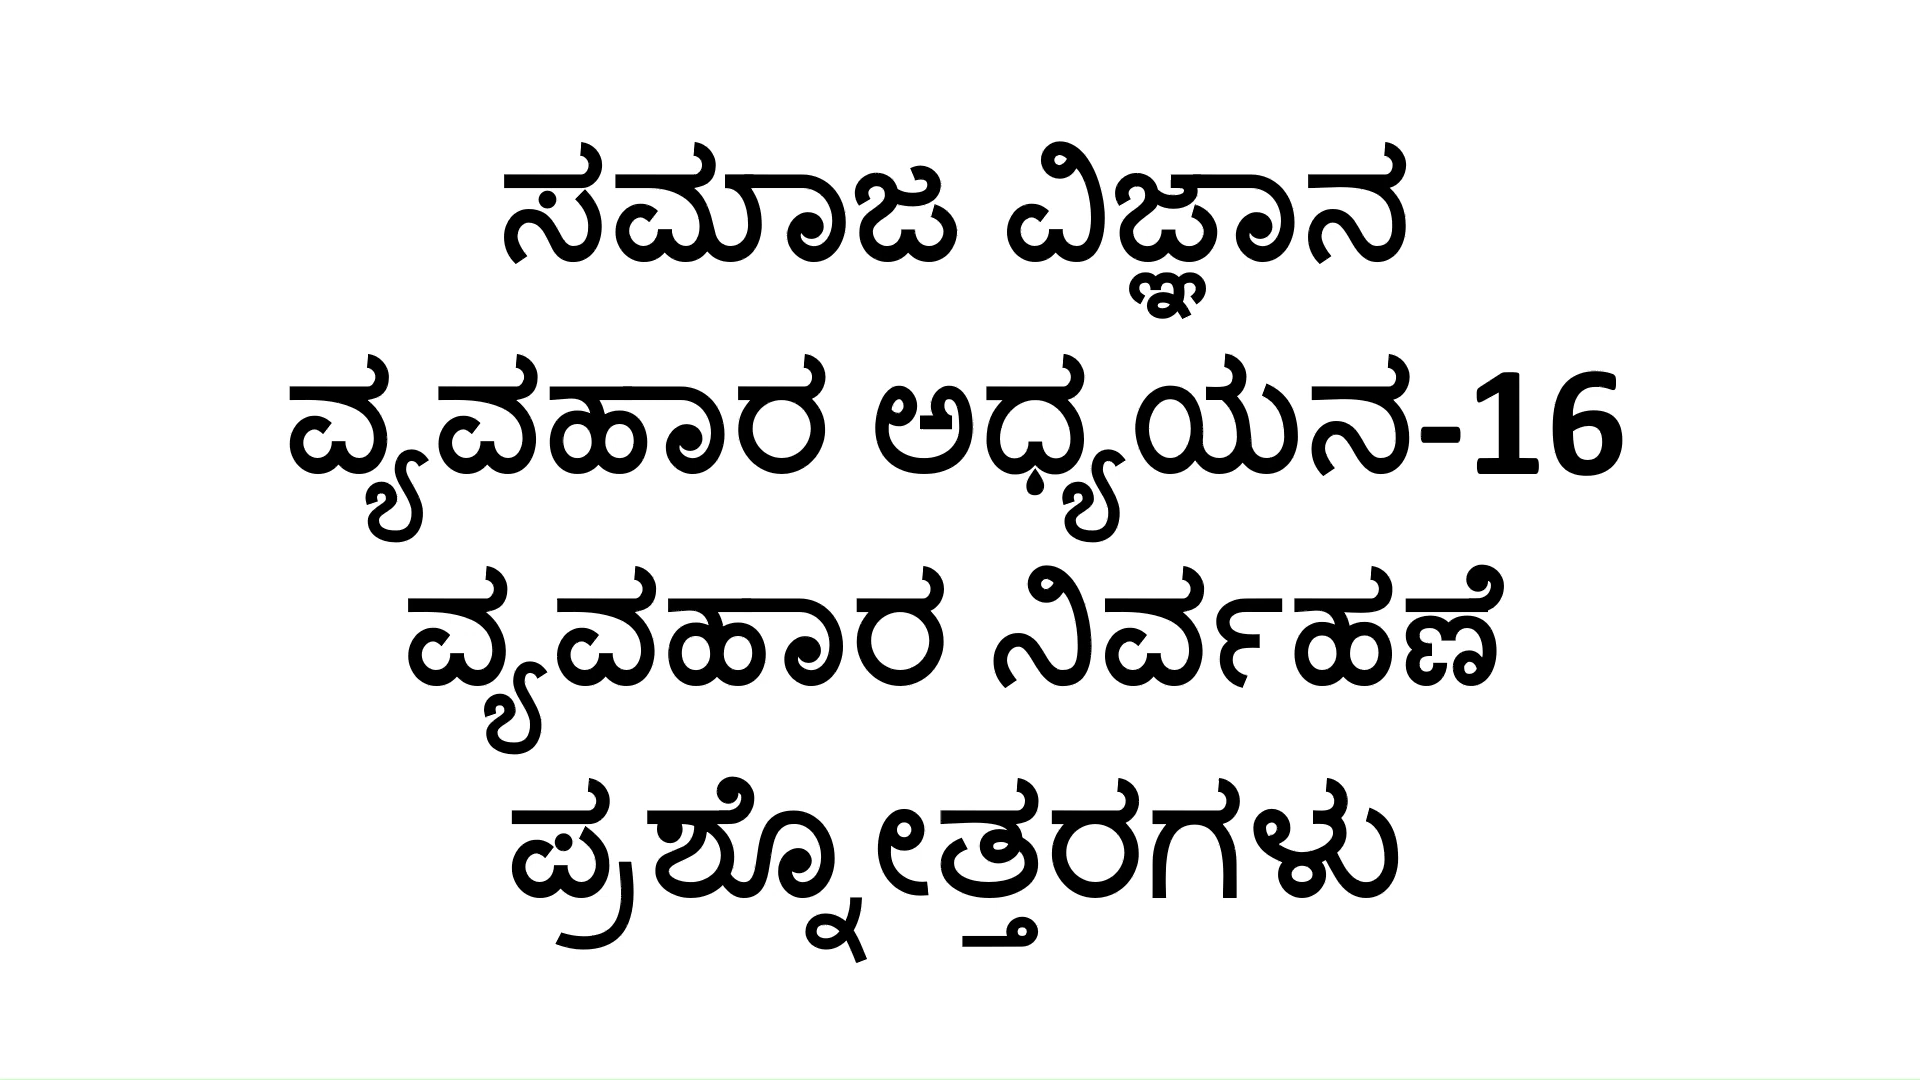 ಸಮಾಜ ವಿಜ್ಞಾನ
ವ್ಯವಹಾರ ಅಧ್ಯಯನ-16
ವ್ಯವಹಾರ ನಿರ್ವಹಣೆ
ಪ್ರಶ್ನೋತ್ತರಗಳು